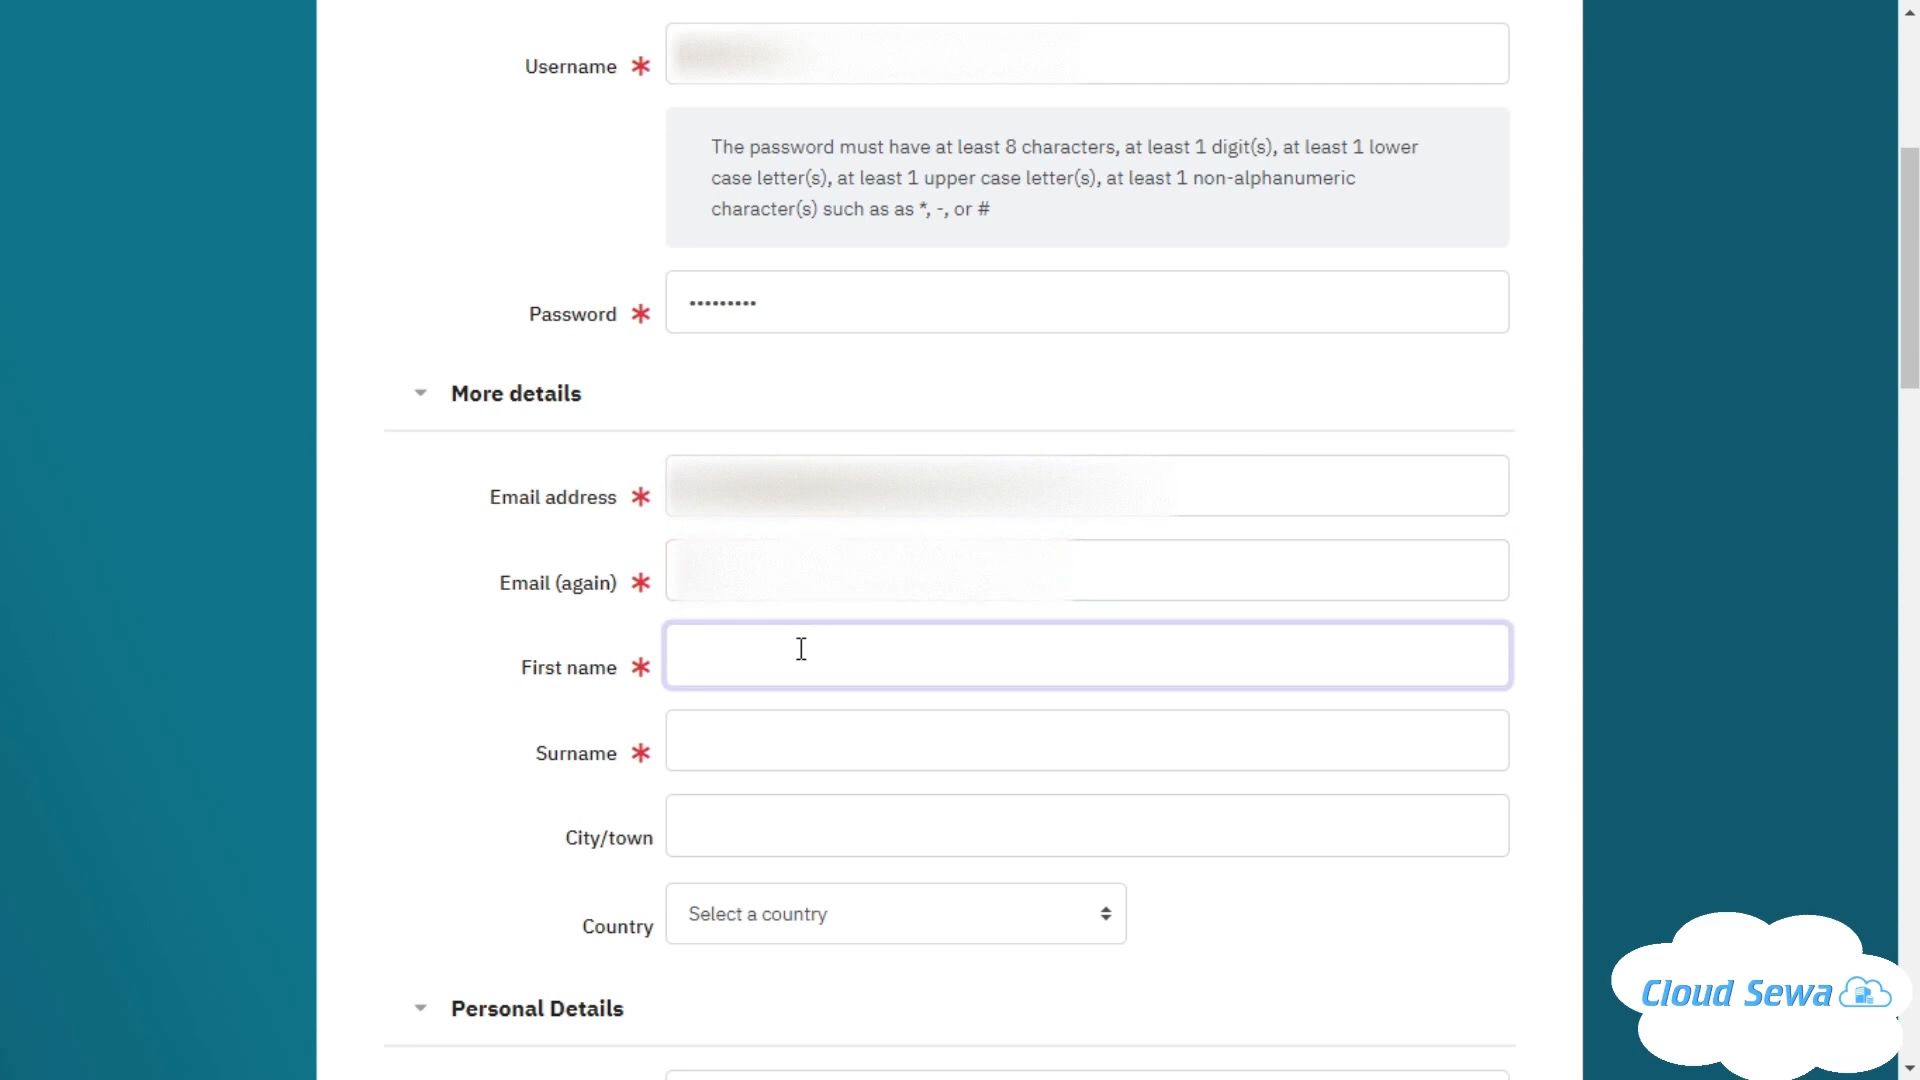 Username
The password must have at least 8 characters, at least 1 digit(s), at least 1 lower
case letter(s), at least 1 upper case letter(s), at least 1 non-alphanumeric
character(s) such as as *, -, or #
Password
•••••••••
More details
Email address
Email (again)
First name
Surname
City/town
Country
Select a country
Personal Details
Cloud Sewa